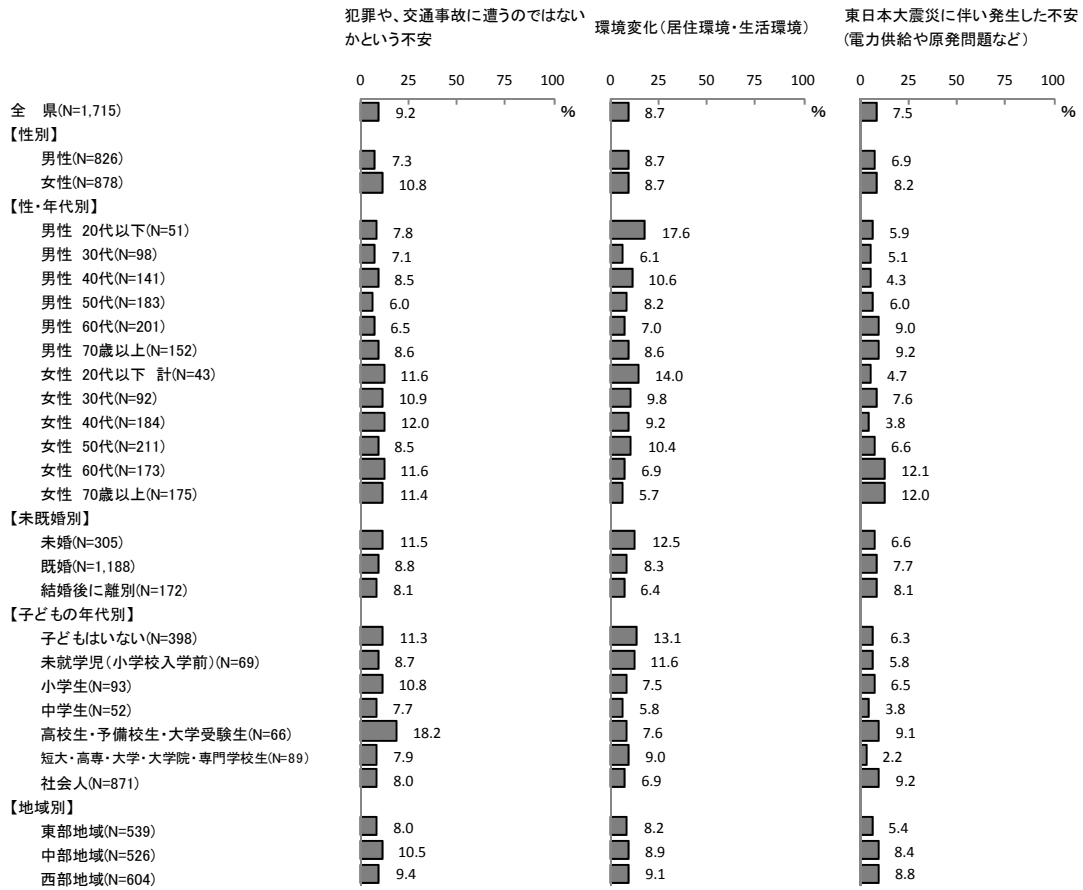 犯罪や、交通事故に遭うのではない
かという不安
環境変化(居住環境・生活環境)
東日本大震災に伴い発生した不安
(電力供給や原発問題など)
0 25 50 75 100 0 25 50 75 100 0 25 50 75 100
全 県(N=1,715) 9.2 % 8.7 % 7.5 %
【性別】
男性(N=826) 7.3 8.7 6.9
女性(N=878) 10.8 8.7 8.2
【性・年代別】
男性 20代以下(N=51) 7.8 17.6 5.9
男性 30代(N=98) 7.1 6.1 5.1
男性 40代(N=141) 8.5 10.6 4.3
男性 50代(N=183) 6.0 8.2 6.0
男性 60代(N=201) 6.5 7.0 9.0
男性 70歳以上(N=152) 8.6 8.6 9.2
女性 20代以下 計(N=43) 11.6 14.0 4.7
女性 30代(N=92) 10.9 9.8 7.6
女性 40代(N=184) 12.0 9.2 3.8
女性 50代(N=211) 8.5 10.4 6.6
女性 60代(N=173) 11.6 6.9 12.1
女性 70歳以上(N=175) 11.4 5.7 12.0
【未既婚別】
未婚(N=305) 11.5 12.5 6.6
既婚(N=1,188) 8.8 8.3 7.7
結婚後に離別(N=172) 8.1 6.4 8.1
【子どもの年代別】
子どもはいない(N=398) 11.3 13.1 6.3
未就学児(小学校入学前)(N=69) 8.7 11.6 5.8
小学生(N=93) 10.8 7.5 6.5
中学生(N=52) 7.7 5.8 3.8
高校生・予備校生・大学受験生(N=66) 18.2 7.6 9.1
短大・高専・大学・大学院・専門学校生(N=89) 7.9 9.0 2.2
社会人(N=871) 8.0 6.9 9.2
【地域別】
東部地域(N=539) 8.0 8.2 5.4
中部地域(N=526) 10.5 8.9 8.4
西部地域(N=604) 9.4 9.1 8.8